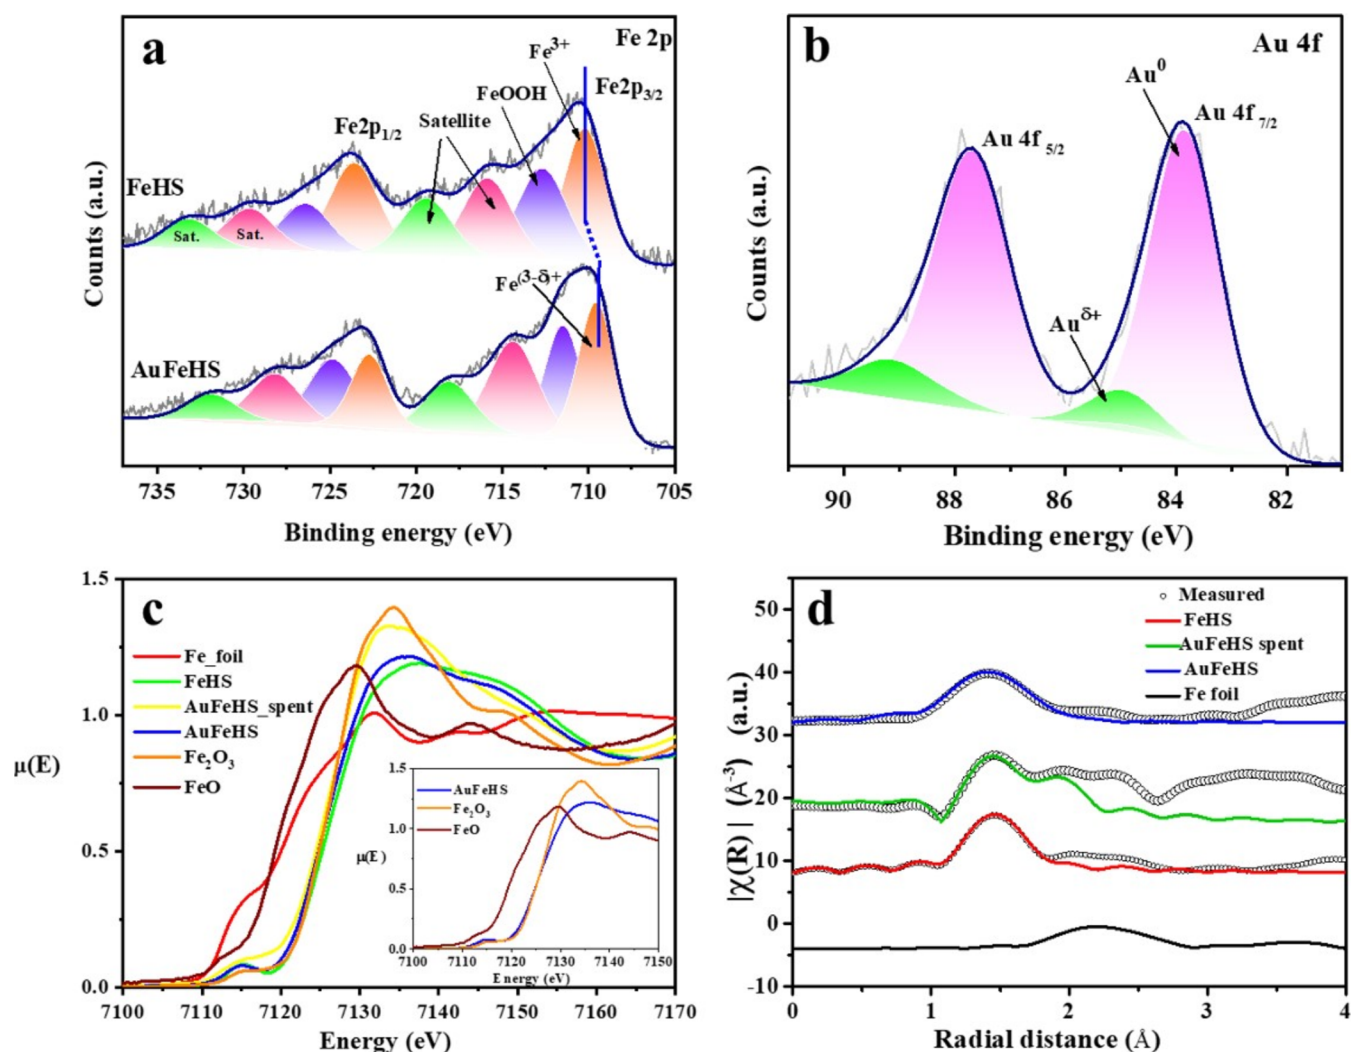 a
Fe 2p
Fe3+
Fe2p3/2
FeOOH
Satellite
Fe2p1/2
FeHS
Sat.
Sat.
Fe(3-δ)+
AuFeHS
Counts (a.u.)
735 730 725 720 715 710 705
Binding energy (eV)
b
Au 4f
Au0
Au 4f 7/2
Au 4f 5/2
Auδ+
Counts (a.u.)
90 88 86 84 82
Binding energy (eV)
c
1.5
1.0
0.5
0.0
μ(E)
Fe_foil
FeHS
AuFeHS_spent
AuFeHS
Fe2O3
FeO
1.5
1.0
0.5
0.0
μ(E)
AuFeHS
Fe2O3
FeO
7100 7110 7120 7130 7140 7150
Energy (eV)
7100 7110 7120 7130 7140 7150 7160 7170
Energy (eV)
d
50
40
30
20
10
0
-10
|χ(R) | (Å-3) (a.u.)
Measured
FeHS
AuFeHS spent
AuFeHS
Fe foil
0 1 2 3 4
Radial distance (Å)